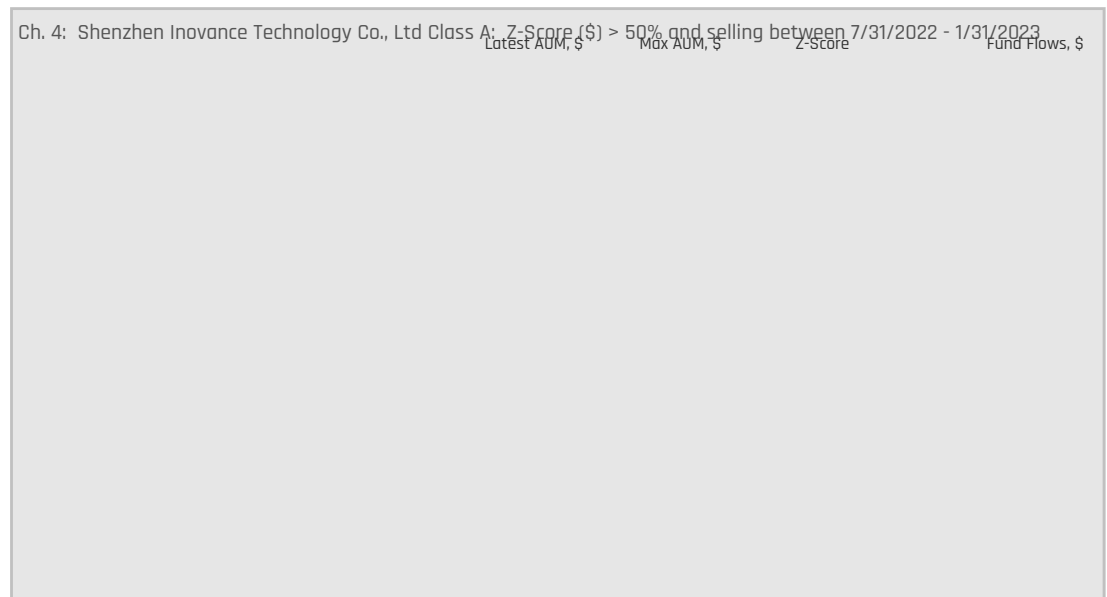 Ch. 4: Shenzhen Inovance Technology Co., Ltd Class A: Z-Score ($) > 50% and selling between 7/31/2022 - 1/31/2023
Latest AUM, $ Max AUM, $ Z-Score Fund Flows, $